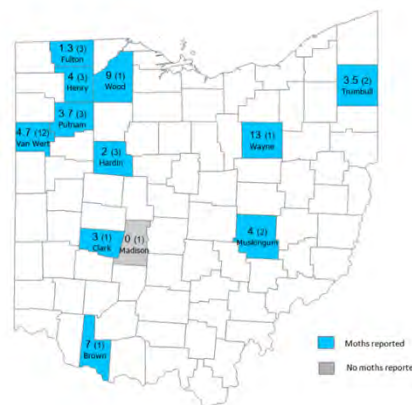 1.3 (3)
Fulton
4 (3)
Henry
9 (1)
Wood
3.5 (2)
Trumbull
3.7 (3)
Putnam
4.7 (12)
Van Wert
13 (1)
Wayne
2 (3)
Hardin
4 (2)
Muskingum
3 (1)
Clark
0 (1)
Madison
7 (1)
Brown
Moths reported
No moths reporte